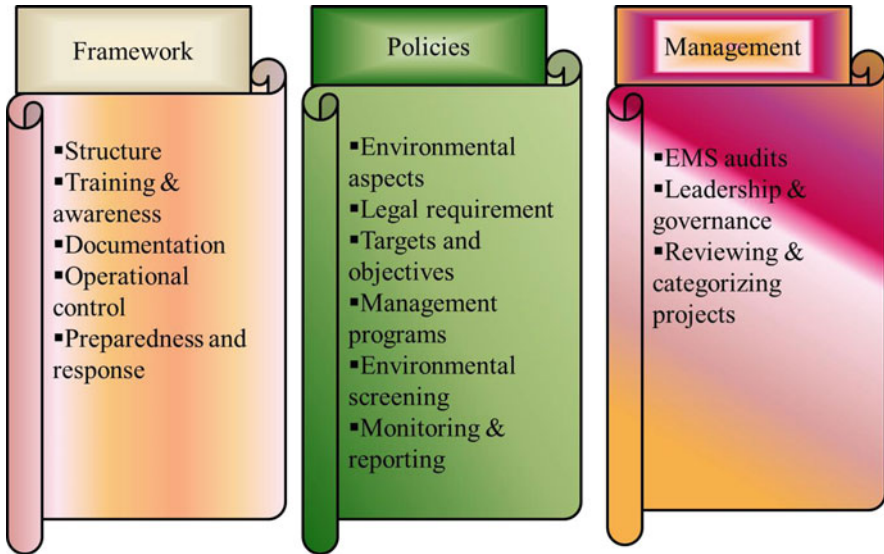 Framework
▪Structure
▪Training &
awareness
▪Documentation
▪Operational
control
▪Preparedness and
response
Policies
▪Environmental
aspects
▪Legal requirement
▪Targets and
objectives
▪Management
programs
▪Environmental
screening
▪Monitoring &
reporting
Management
▪EMS audits
▪Leadership &
governance
▪Reviewing &
categorizing
projects